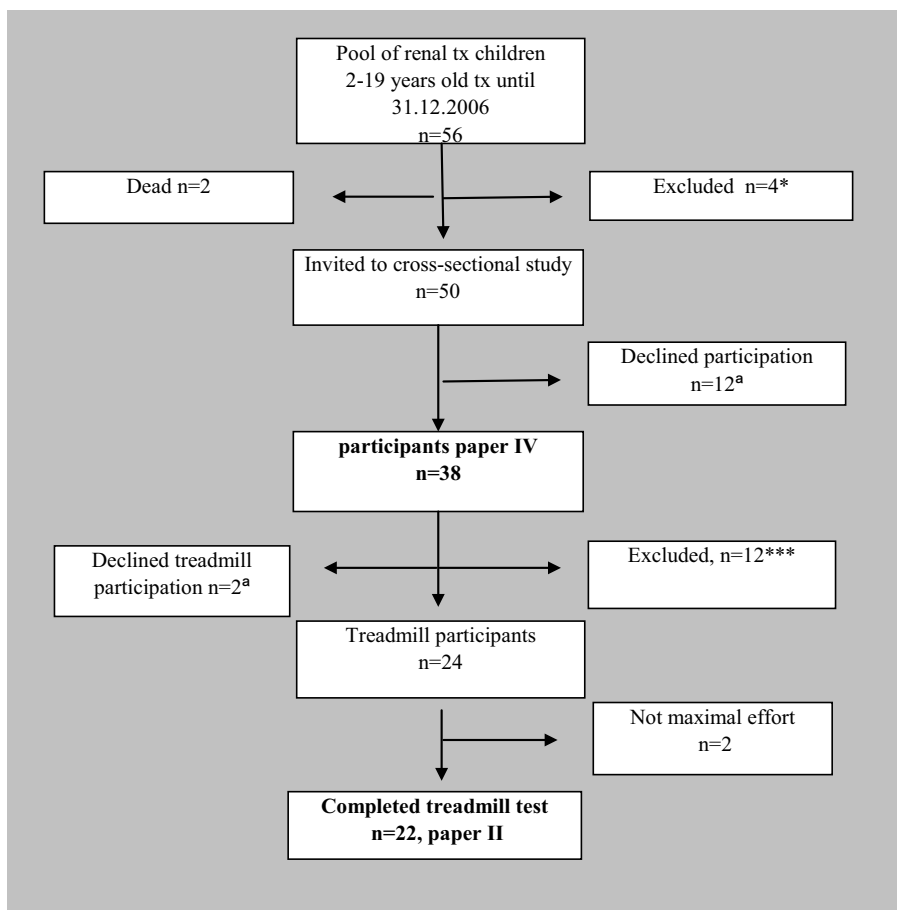 Pool of renal tx children
2-19 years old tx until
31.12.2006
n=56
Dead n=2
Excluded n=4*
Invited to cross-sectional study
n=50
Declined participation
n=12ª
participants paper IV
n=38
Declined treadmill
participation n=2ª
Excluded, n=12***
Treadmill participants
n=24
Not maximal effort
n=2
Completed treadmill test
n=22, paper II